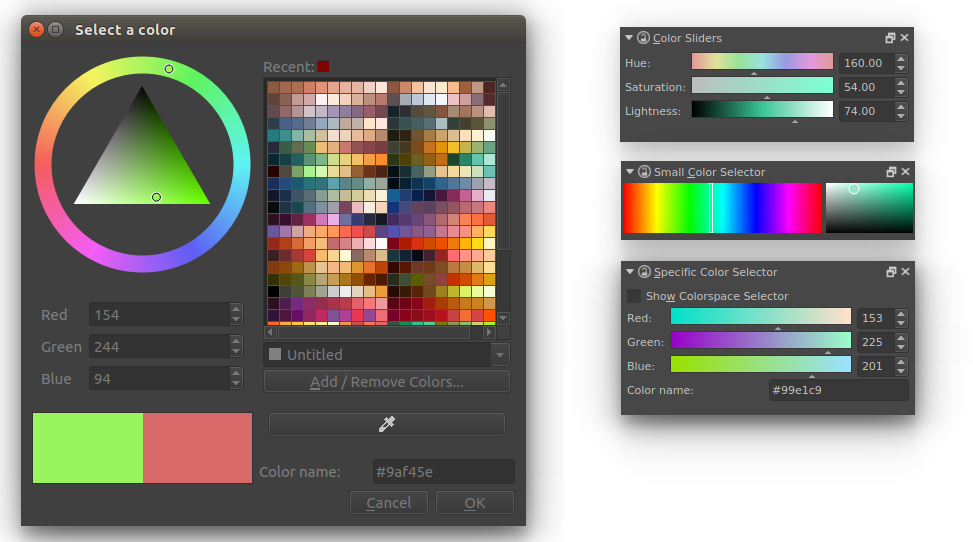 Select a color
Recent:
Red 154
Green 244
Blue 94
Untitled
Add / Remove Colors...
Color name: #9af45e
Cancel OK
Color Sliders
Hue: 160.00
Saturation: 54.00
Lightness: 74.00
Small Color Selector
Specific Color Selector
Show Colorspace Selector
Red: 153
Green: 225
Blue: 201
Color name: #99e1c9